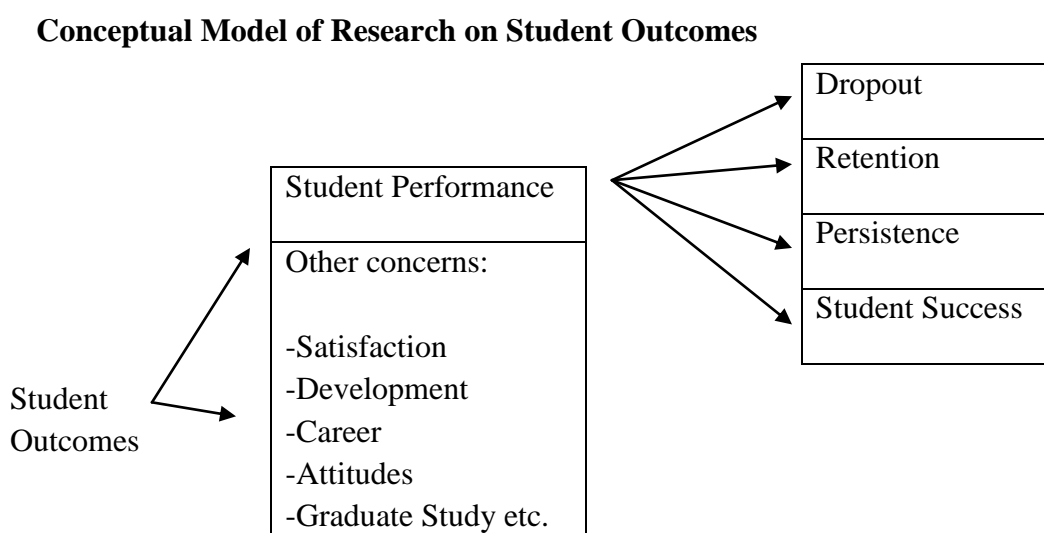 Conceptual Model of Research on Student Outcomes
Student
Outcomes
Student Performance
Other concerns:
-Satisfaction
-Development
-Career
-Attitudes
-Graduate Study etc.
Dropout
Retention
Persistence
Student Success